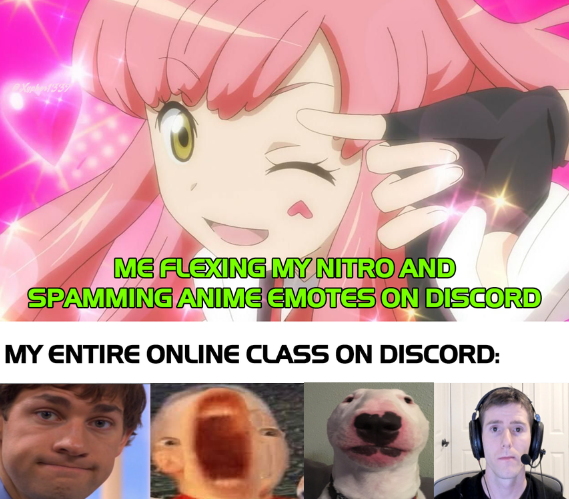 ME FLEXING MY NITRO AND
SPAMMING ANIME EMOTES ON DISCORD
MY ENTIRE ONLINE CLASS ON DISCORD: